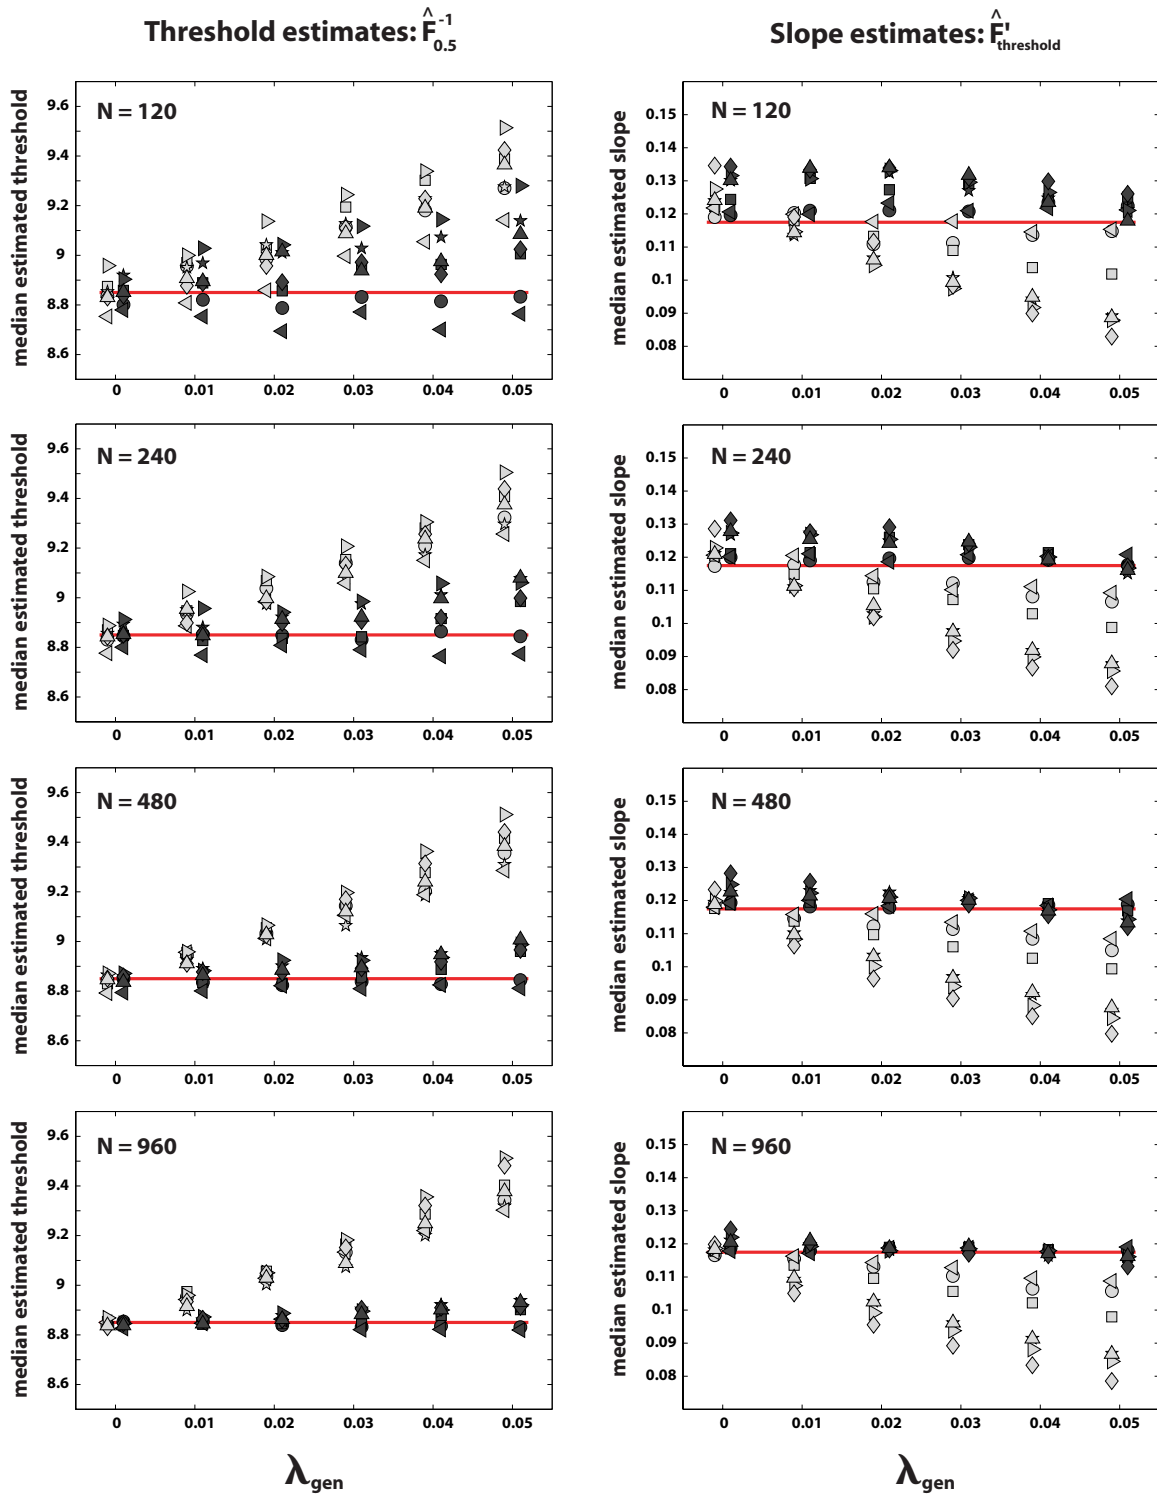 Threshold estimates: F̂⁻¹₀.₅
Slope estimates: F̂'threshold
median estimated threshold
N = 120
9.6
9.4
9.2
9
8.8
8.6
0 0.01 0.02 0.03 0.04 0.05
median estimated slope
N = 120
0.15
0.14
0.13
0.12
0.11
0.1
0.09
0.08
0 0.01 0.02 0.03 0.04 0.05
median estimated threshold
N = 240
9.6
9.4
9.2
9
8.8
8.6
0 0.01 0.02 0.03 0.04 0.05
median estimated slope
N = 240
0.15
0.14
0.13
0.12
0.11
0.1
0.09
0.08
0 0.01 0.02 0.03 0.04 0.05
median estimated threshold
N = 480
9.6
9.4
9.2
9
8.8
8.6
0 0.01 0.02 0.03 0.04 0.05
median estimated slope
N = 480
0.15
0.14
0.13
0.12
0.11
0.1
0.09
0.08
0 0.01 0.02 0.03 0.04 0.05
median estimated threshold
N = 960
9.6
9.4
9.2
9
8.8
8.6
0 0.01 0.02 0.03 0.04 0.05
λgen
median estimated slope
N = 960
0.15
0.14
0.13
0.12
0.11
0.1
0.09
0.08
0 0.01 0.02 0.03 0.04 0.05
λgen